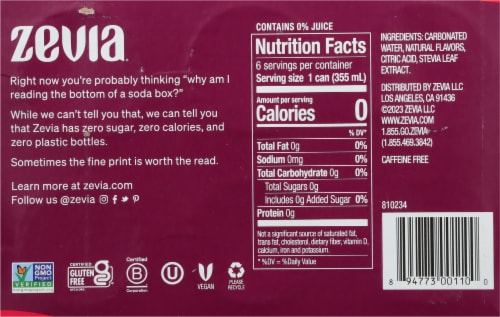 zevia
Right now you're probably thinking "why am I
reading the bottom of a soda box?"
While we can't tell you that, we can tell you
that Zevia has zero sugar, zero calories, and
zero plastic bottles.
Sometimes the fine print is worth the read.
Learn more at zevia.com
Follow us @zevia
NON
GMO
Project
VERIFIED
CERTIFIED
GLUTEN
FREE
Certified
B
Corporation
U
VEGAN
PLEASE
RECYCLE
CONTAINS 0% JUICE
Nutrition Facts
6 servings per container
Serving size 1 can (355 mL)
Amount per serving
Calories 0
% DV*
Total Fat 0g 0%
Sodium 0mg 0%
Total Carbohydrate 0g 0%
Total Sugars 0g
Includes 0g Added Sugar 0%
Protein 0g
Not a significant source of saturated fat,
trans fat, cholesterol, dietary fiber, vitamin D,
calcium, iron and potassium.
* %DV = %Daily Value
INGREDIENTS: CARBONATED
WATER, NATURAL FLAVORS,
CITRIC ACID, STEVIA LEAF
EXTRACT.
DISTRIBUTED BY ZEVIA LLC
LOS ANGELES, CA 91436
©2023 ZEVIA LLC
WWW.ZEVIA.COM
1.855.GO.ZEVIA
(1.855.469.3842)
CAFFEINE FREE
810234
8 94773 00110 0